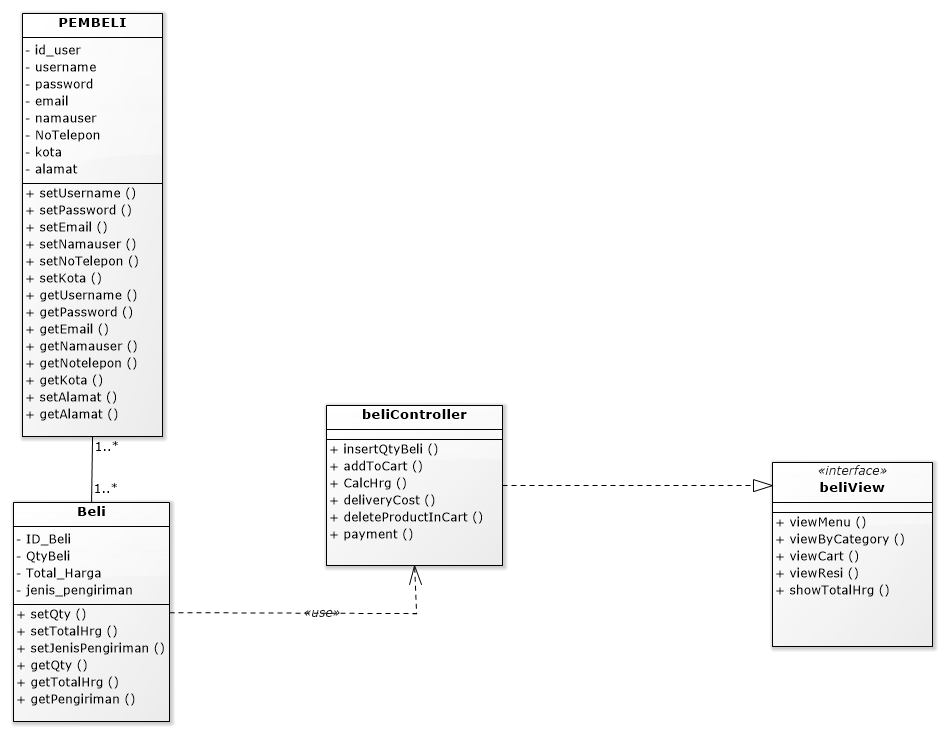 PEMBELI
- id_user
- username
- password
- email
- namauser
- NoTelepon
- kota
- alamat
+ setUsername ()
+ setPassword ()
+ setEmail ()
+ setNamauser ()
+ setNoTelepon ()
+ setKota ()
+ getUsername ()
+ getPassword ()
+ getEmail ()
+ getNamauser ()
+ getNotelepon ()
+ getKota ()
+ setAlamat ()
+ getAlamat ()
1..*
1..*
Beli
- ID_Beli
- QtyBeli
- Total_Harga
- jenis_pengiriman
+ setQty ()
+ setTotalHrg ()
+ setJenisPengiriman ()
+ getQty ()
+ getTotalHrg ()
+ getPengiriman ()
«use»
beliController
+ insertQtyBeli ()
+ addToCart ()
+ CalcHrg ()
+ deliveryCost ()
+ deleteProductInCart ()
+ payment ()
«interface»
beliView
+ viewMenu ()
+ viewByCategory ()
+ viewCart ()
+ viewResi ()
+ showTotalHrg ()